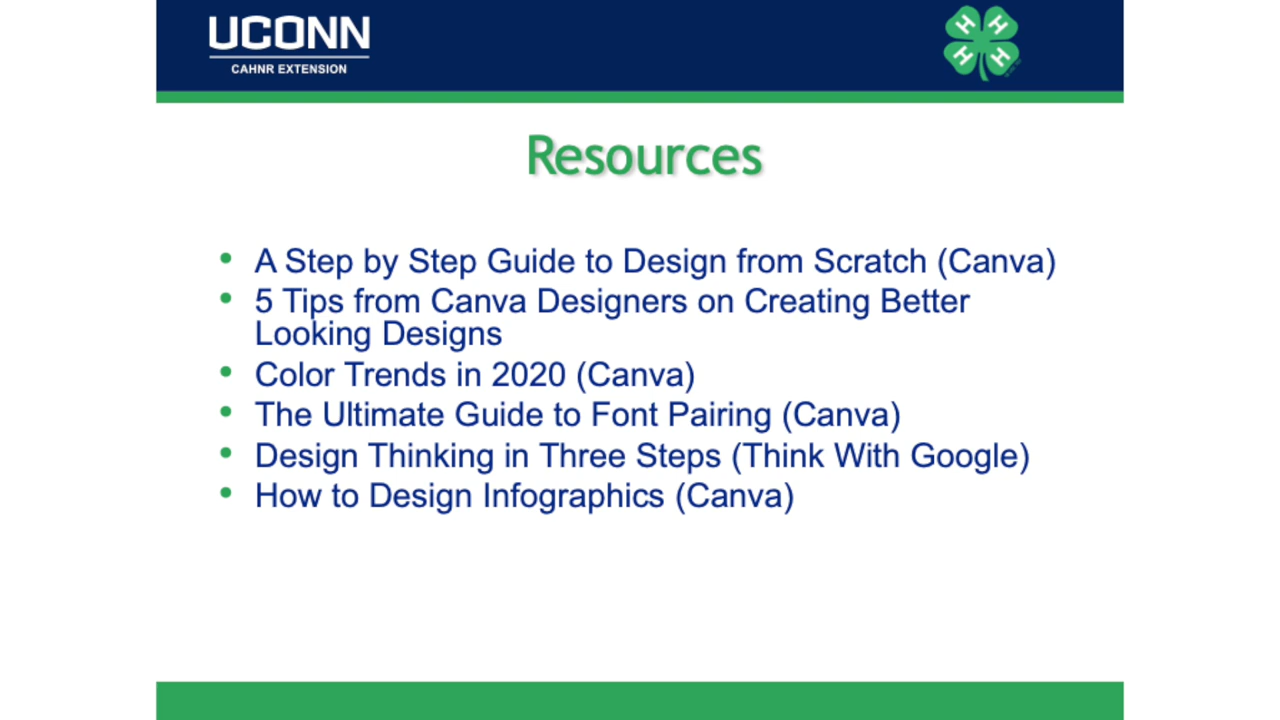 UCONN
CAHNR EXTENSION
H H
H H
Resources
• A Step by Step Guide to Design from Scratch (Canva)
• 5 Tips from Canva Designers on Creating Better
Looking Designs
• Color Trends in 2020 (Canva)
• The Ultimate Guide to Font Pairing (Canva)
• Design Thinking in Three Steps (Think With Google)
• How to Design Infographics (Canva)